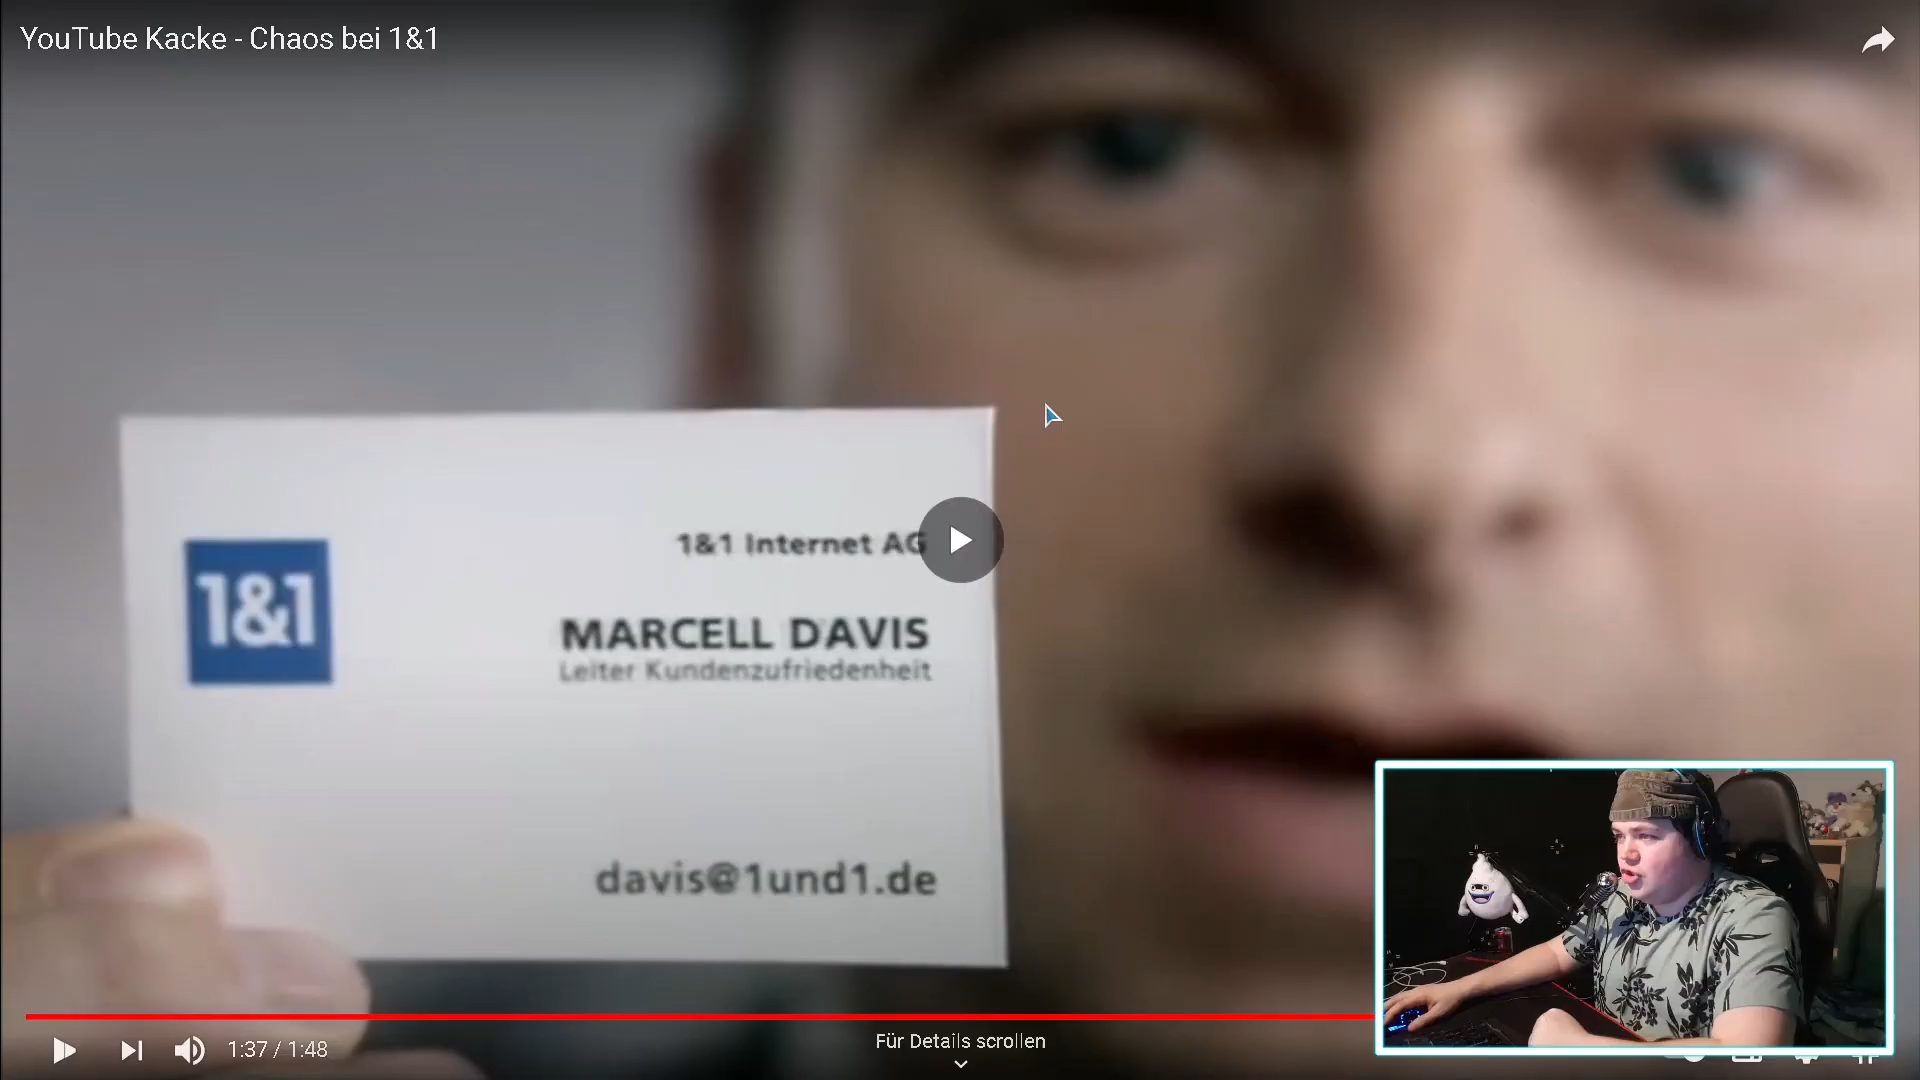 YouTube Kacke - Chaos bei 1&1
1&1 Internet AG
1&1
MARCELL D'AVIS
Leiter Kundenzufriedenheit
davis@1und1.de
Für Details scrollen
1:37 / 1:48